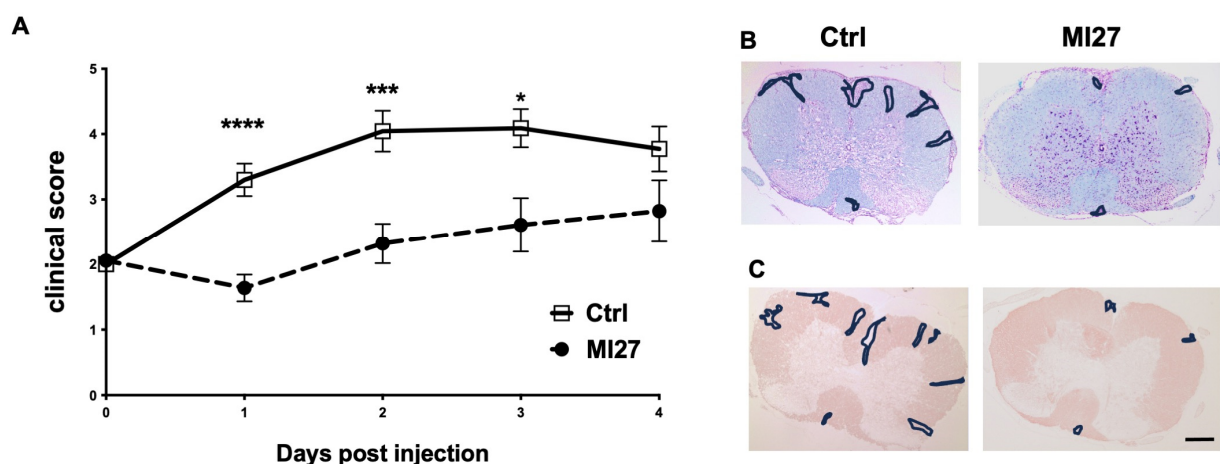 A
5
4
3
2
1
0
clinical score
****
***
*
Ctrl
MI27
0 1 2 3 4
Days post injection
B
Ctrl MI27
C